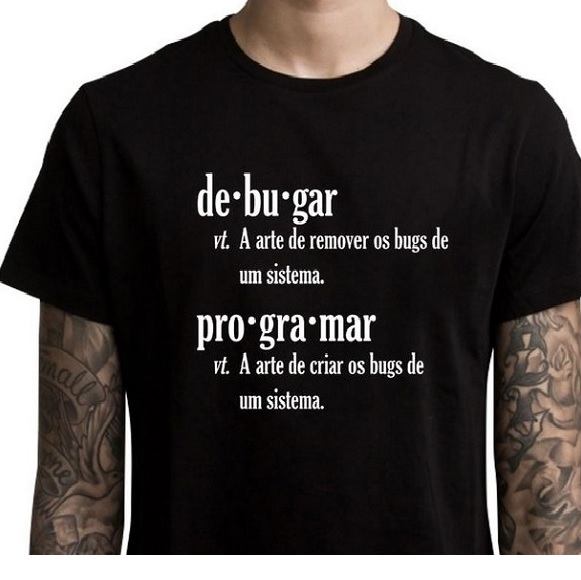 de•bu•gar
vt. A arte de remover os bugs de
um sistema.
pro•gra•mar
vt. A arte de criar os bugs de
um sistema.
small